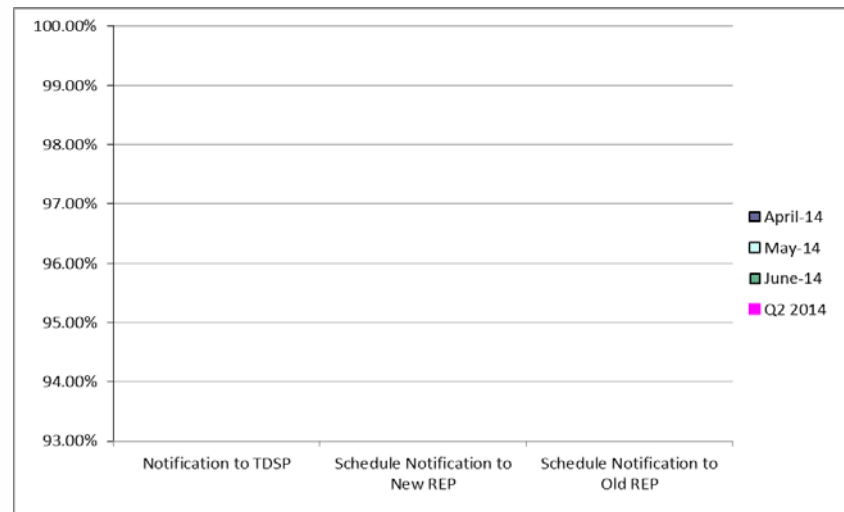 100.00%
99.00%
98.00%
97.00%
96.00%
95.00%
94.00%
93.00%
Notification to TDSP
Schedule Notification to
New REP
Schedule Notification to
Old REP
April-14
May-14
June-14
Q2 2014